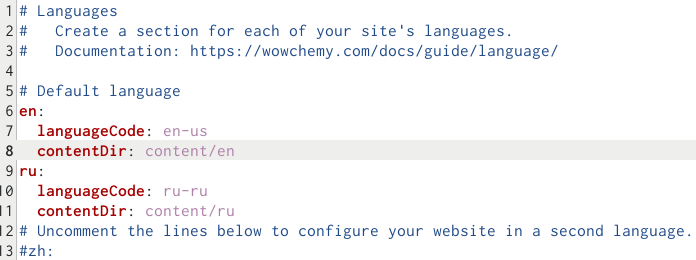 1 # Languages
2 #   Create a section for each of your site's languages.
3 #   Documentation: https://wowchemy.com/docs/guide/language/
4
5 # Default language
6 en:
7   languageCode: en-us
8   contentDir: content/en
9 ru:
10   languageCode: ru-ru
11   contentDir: content/ru
12 # Uncomment the lines below to configure your website in a second language.
13 #zh: